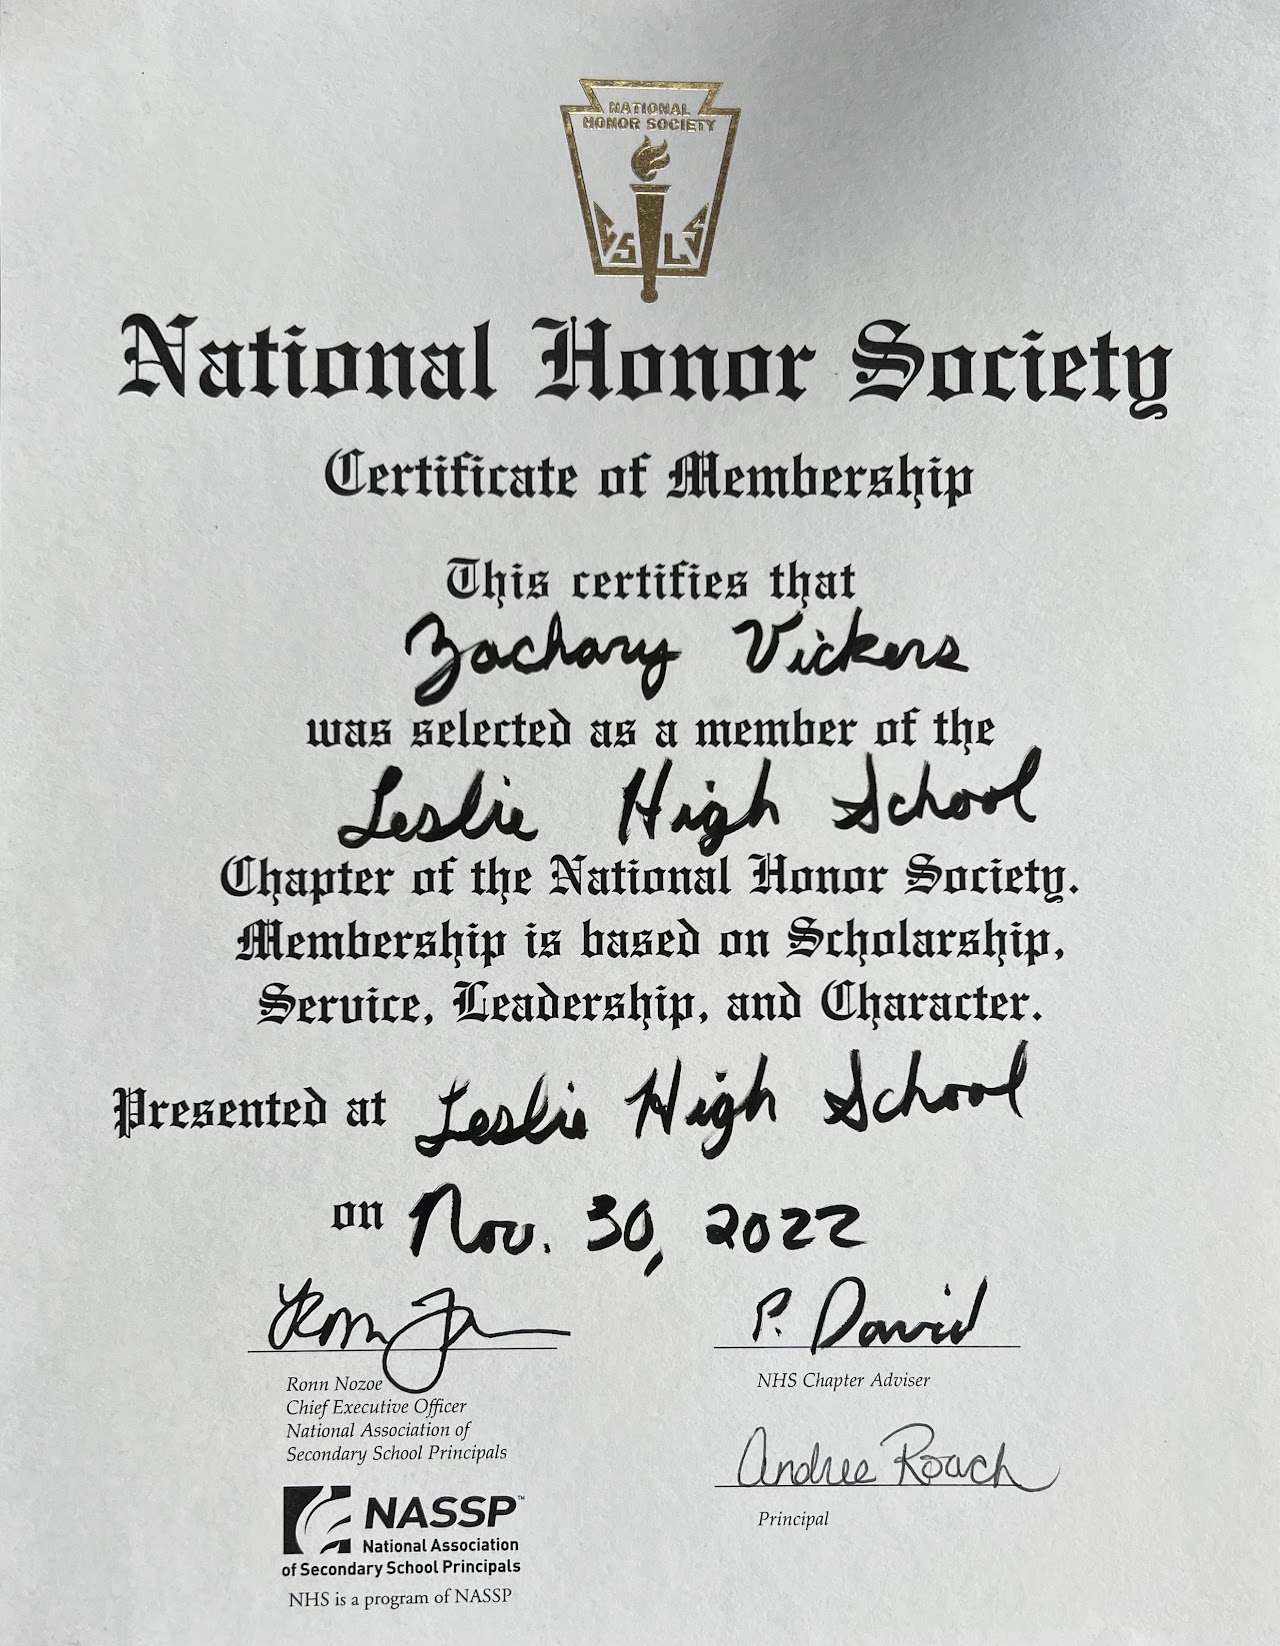 NATIONAL
HONOR SOCIETY
C S L S
National Honor Society
Certificate of Membership
This certifies that
Zachary Vickers
was selected as a member of the
Leslie High School
Chapter of the National Honor Society.
Membership is based on Scholarship,
Service, Leadership, and Character.
Presented at Leslie High School
on Nov. 30, 2022
Ronn
Ronn Nozoe
Chief Executive Officer
National Association of
Secondary School Principals
NASSP™
National Association
of Secondary School Principals
NHS is a program of NASSP
P. David
NHS Chapter Adviser
Andree Roach
Principal